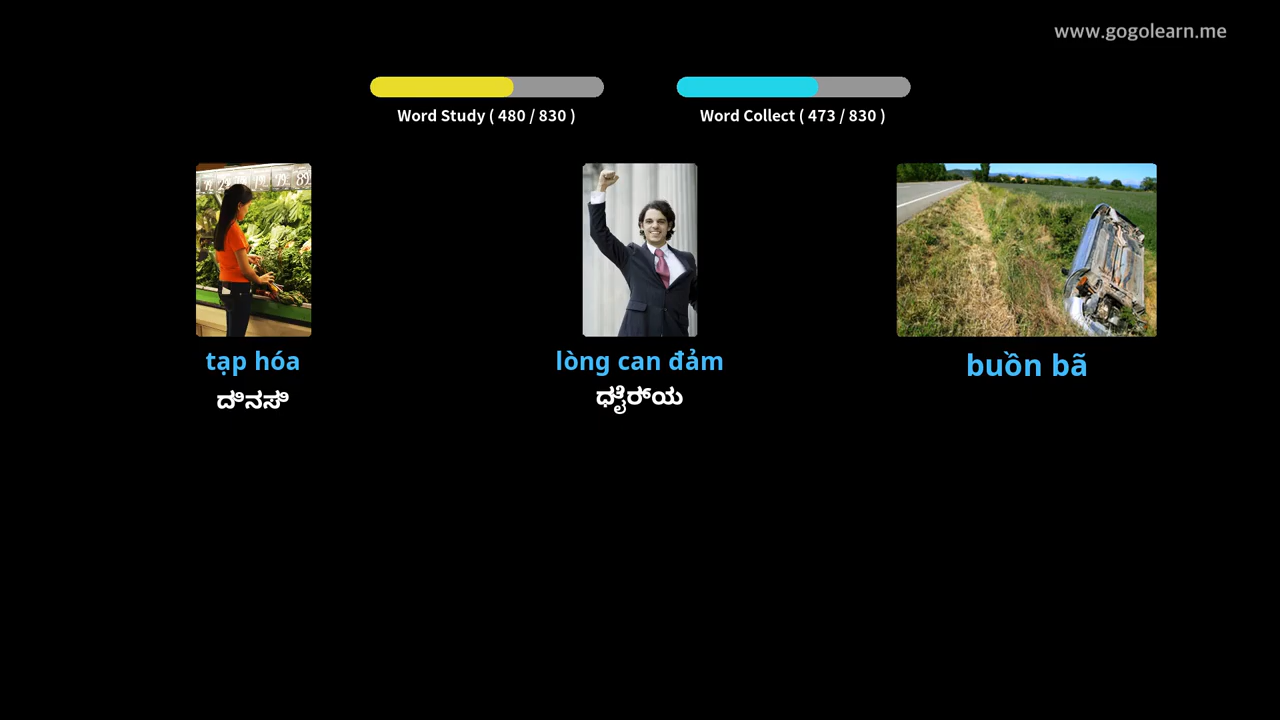 www.gogolearn.me
Word Study ( 480 / 830 )
Word Collect ( 473 / 830 )
tạp hóa
ದಿನಸಿ
lòng can đảm
ಧೈರ್ಯ
buồn bã